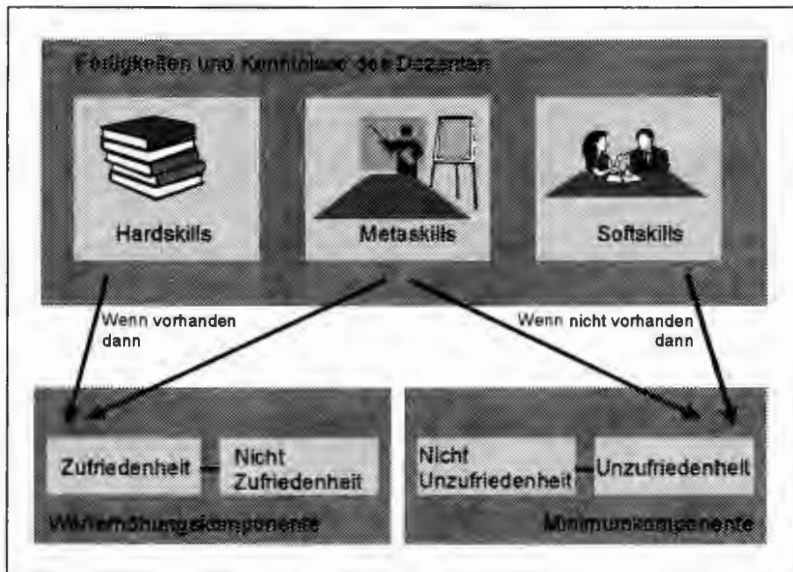 Fertigkeiten und Kenntnisse des Dozenten
Hardskills
Metaskills
Softskills
Wenn vorhanden
dann
Wenn nicht vorhanden
dann
Zufriedenheit
Nicht
Zufriedenheit
Nicht
Unzufriedenheit
Unzufriedenheit
Minimumkomponente